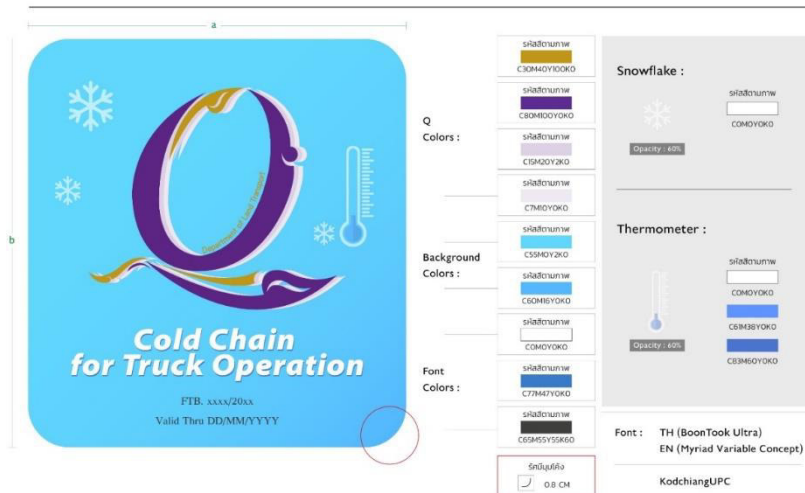 a
b
Department of Land Transport
Cold Chain
for Truck Operation
FTB. xxxx/20xx
Valid Thru DD/MM/YYYY
Q
Colors :
Background
Colors :
Font
Colors :
รหัสสีตามภาพ
C30M40Y100K0
รหัสสีตามภาพ
C80M100Y0K0
รหัสสีตามภาพ
C15M20Y2K0
รหัสสีตามภาพ
C7M10Y0K0
รหัสสีตามภาพ
C55M0Y2K0
รหัสสีตามภาพ
C60M16Y0K0
รหัสสีตามภาพ
C0M0Y0K0
รหัสสีตามภาพ
C77M47Y0K0
รหัสสีตามภาพ
C65M55Y55K60
รัศมีมุมโค้ง
0.8 CM
Snowflake :
รหัสสีตามภาพ
C0M0Y0K0
Opacity : 60%
Thermometer :
รหัสสีตามภาพ
C0M0Y0K0
C61M38Y0K0
Opacity : 60%
C83M60Y0K0
Font : TH (BoonTook Ultra)
EN (Myriad Variable Concept)
KodchiangUPC